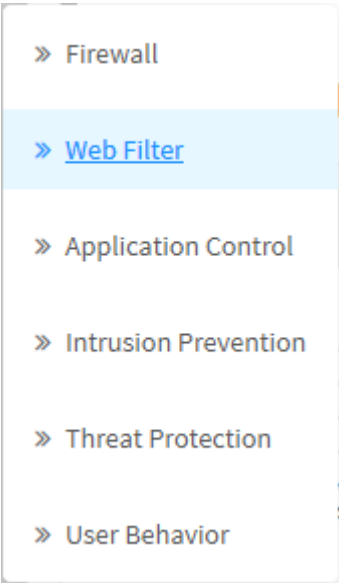 » Firewall
» Web Filter
» Application Control
» Intrusion Prevention
» Threat Protection
» User Behavior